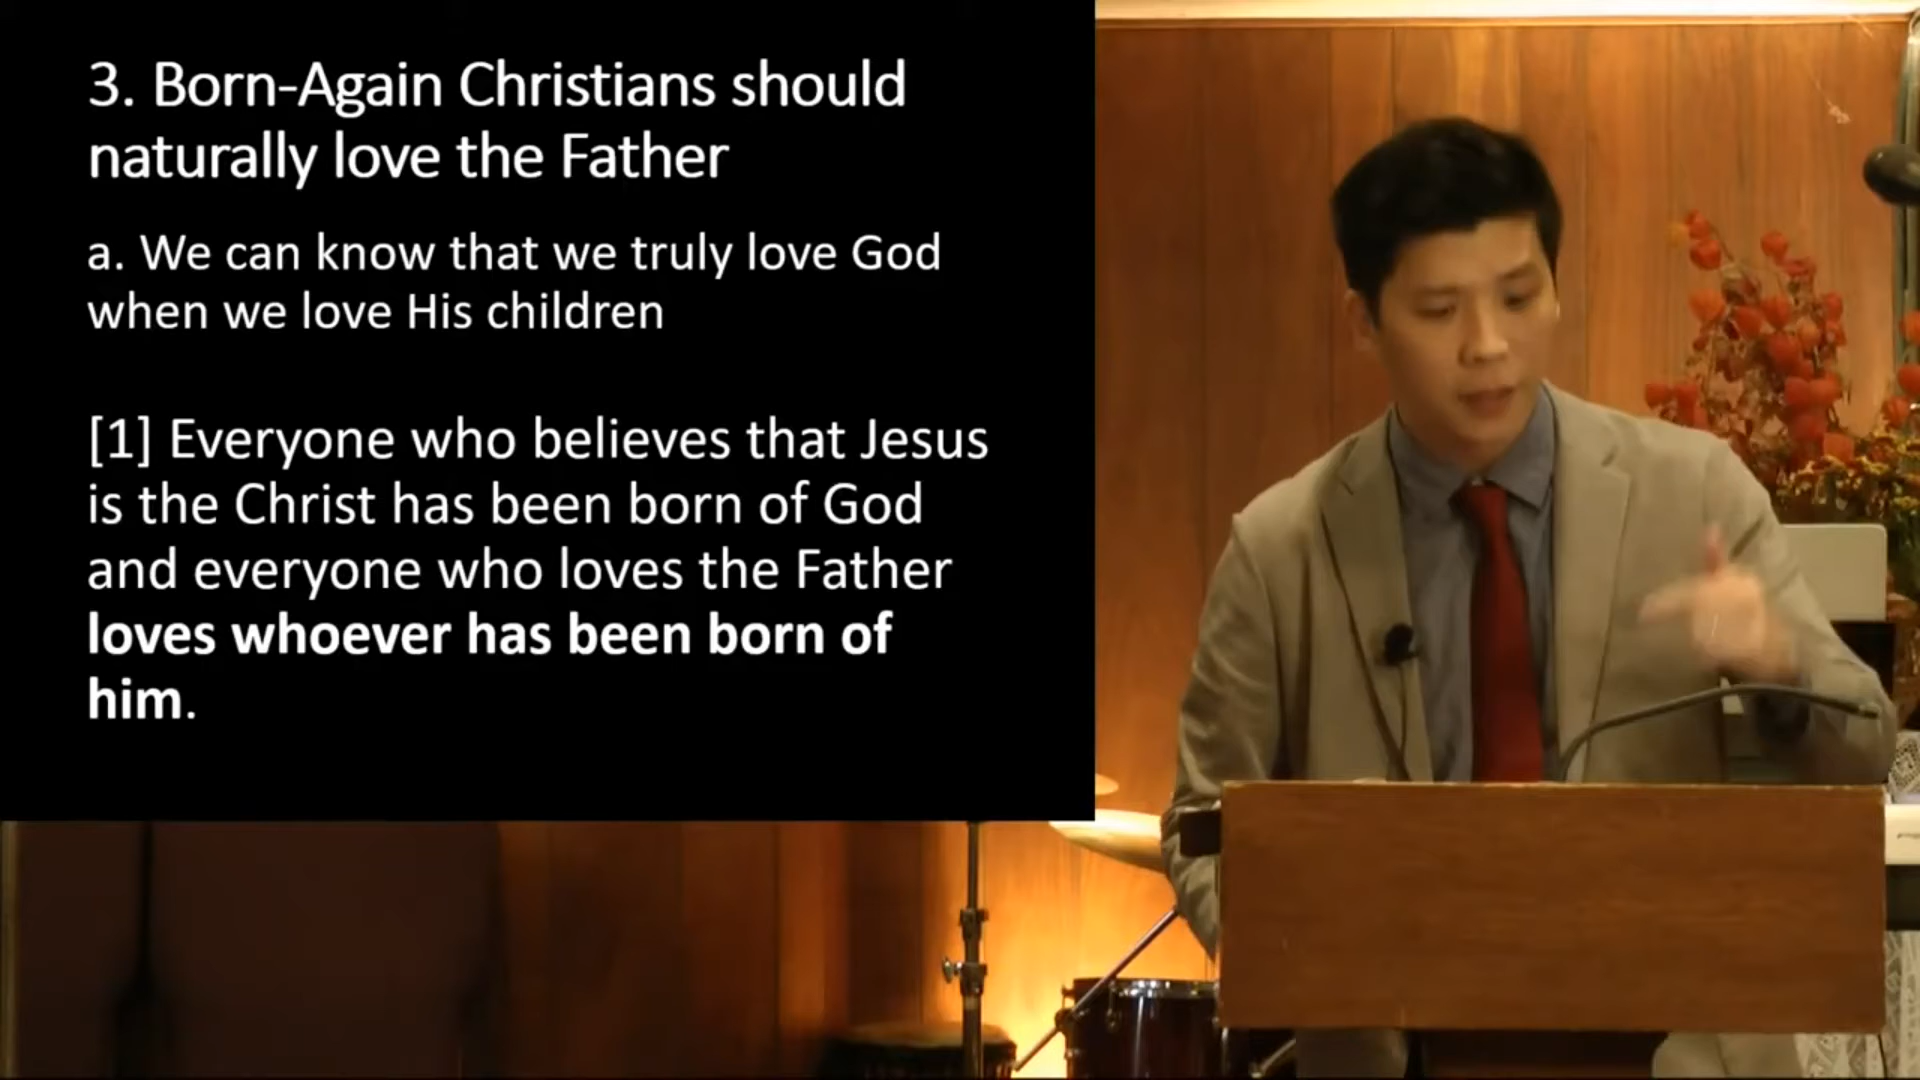 3. Born-Again Christians should
naturally love the Father
a. We can know that we truly love God
when we love His children
[1] Everyone who believes that Jesus
is the Christ has been born of God
and everyone who loves the Father
loves whoever has been born of
him.